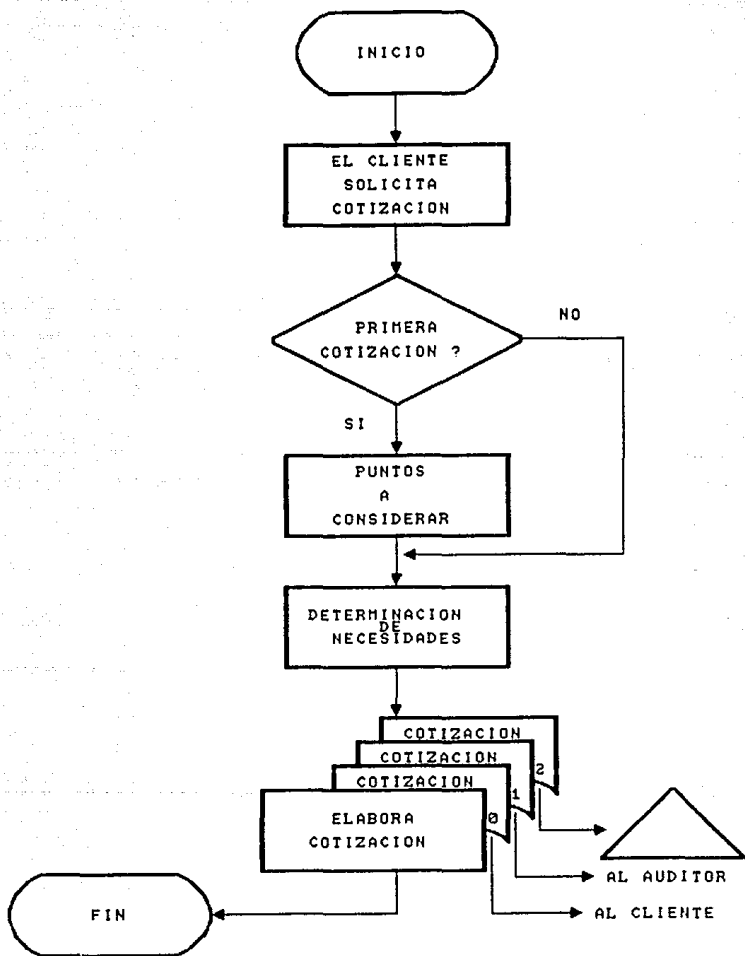 INICIO
EL CLIENTE
SOLICITA
COTIZACION
PRIMERA
COTIZACION ?
NO
SI
PUNTOS
A
CONSIDERAR
DETERMINACION
DE
NECESIDADES
COTIZACION
COTIZACION
2
COTIZACION
1
ELABORA
0
COTIZACION
AL AUDITOR
FIN
AL CLIENTE